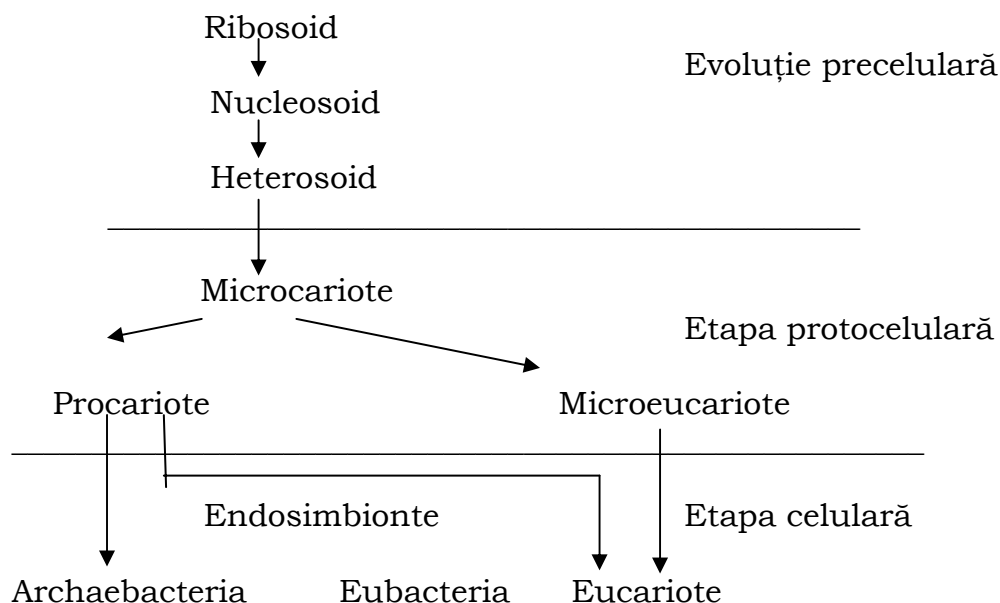 Ribosoid
Evoluție precelulară
Nucleosoid
Heterosoid
Microcariote
Etapa protocelulară
Procariote Microeucariote
Endosimbionte Etapa celulară
Archaebacteria Eubacteria Eucariote